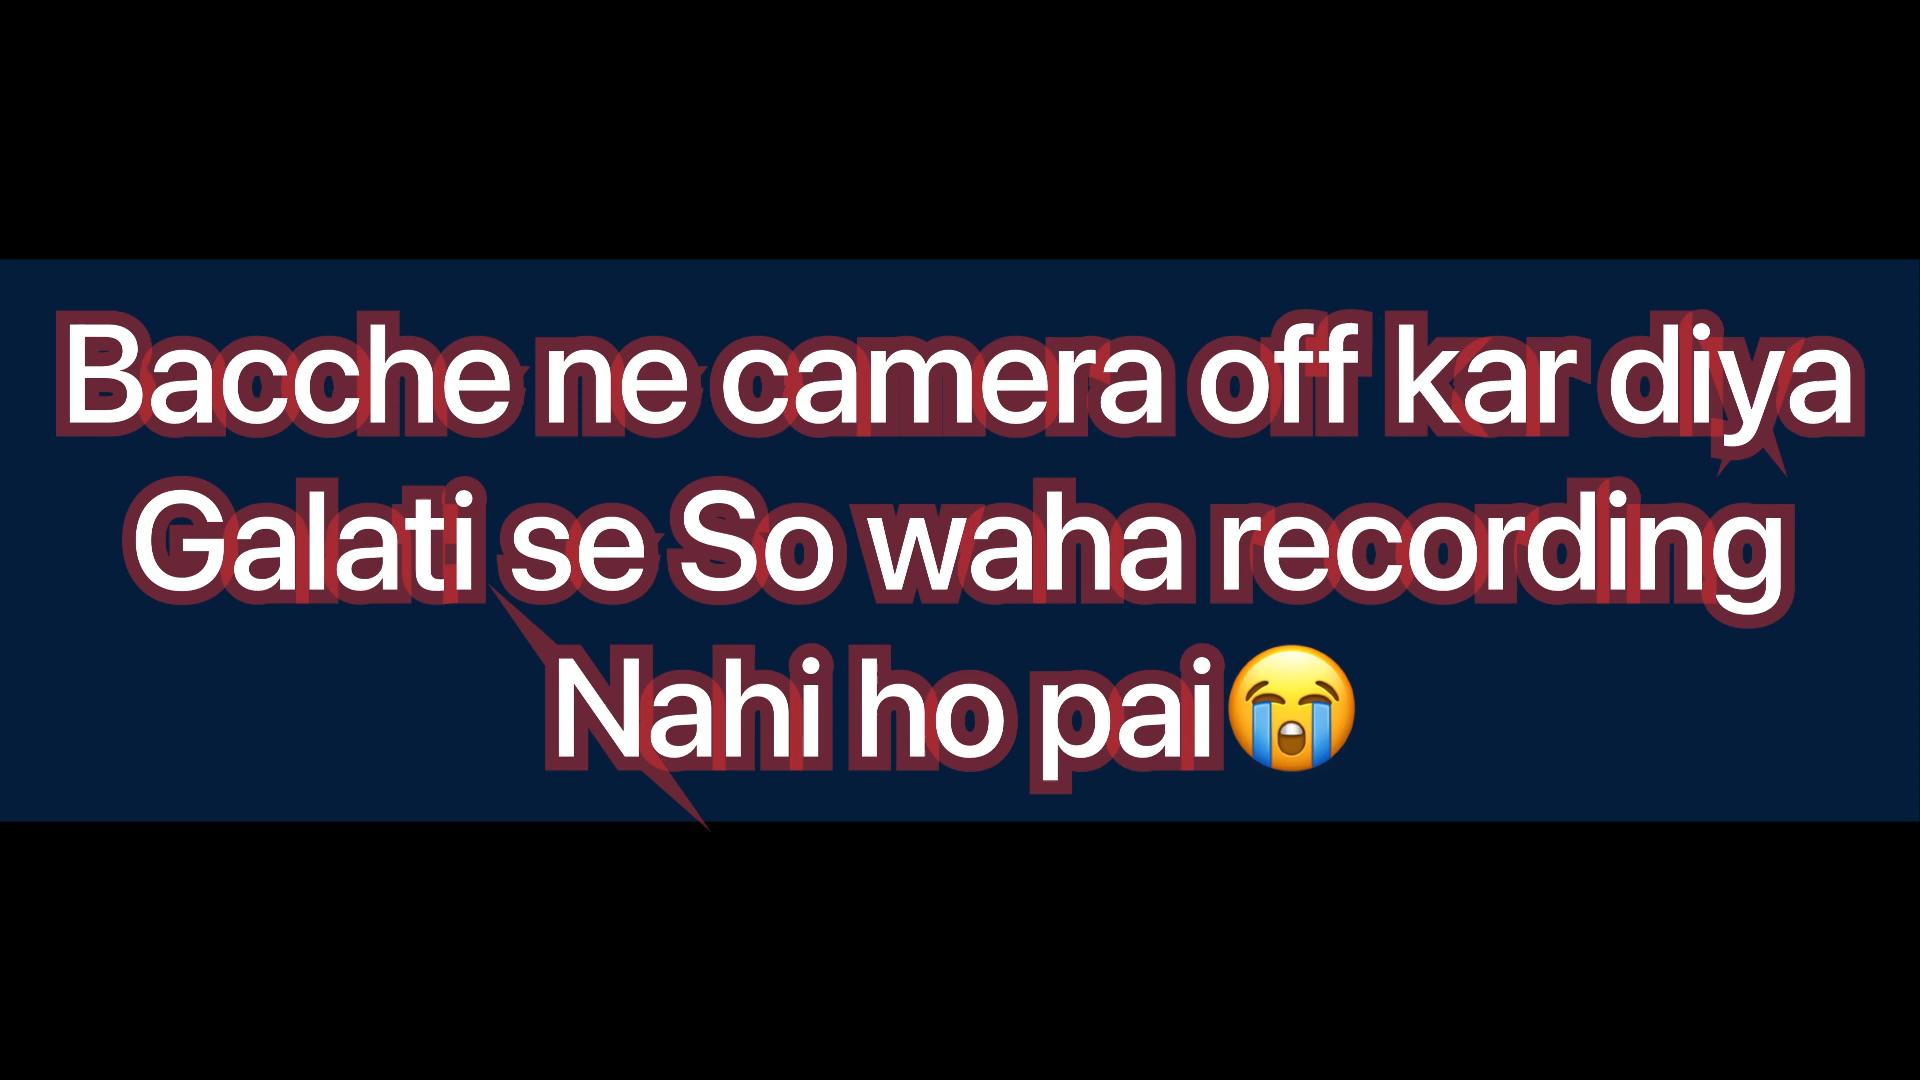 Bacche ne camera off kar diya
Galati se So waha recording
Nahi ho pai😭